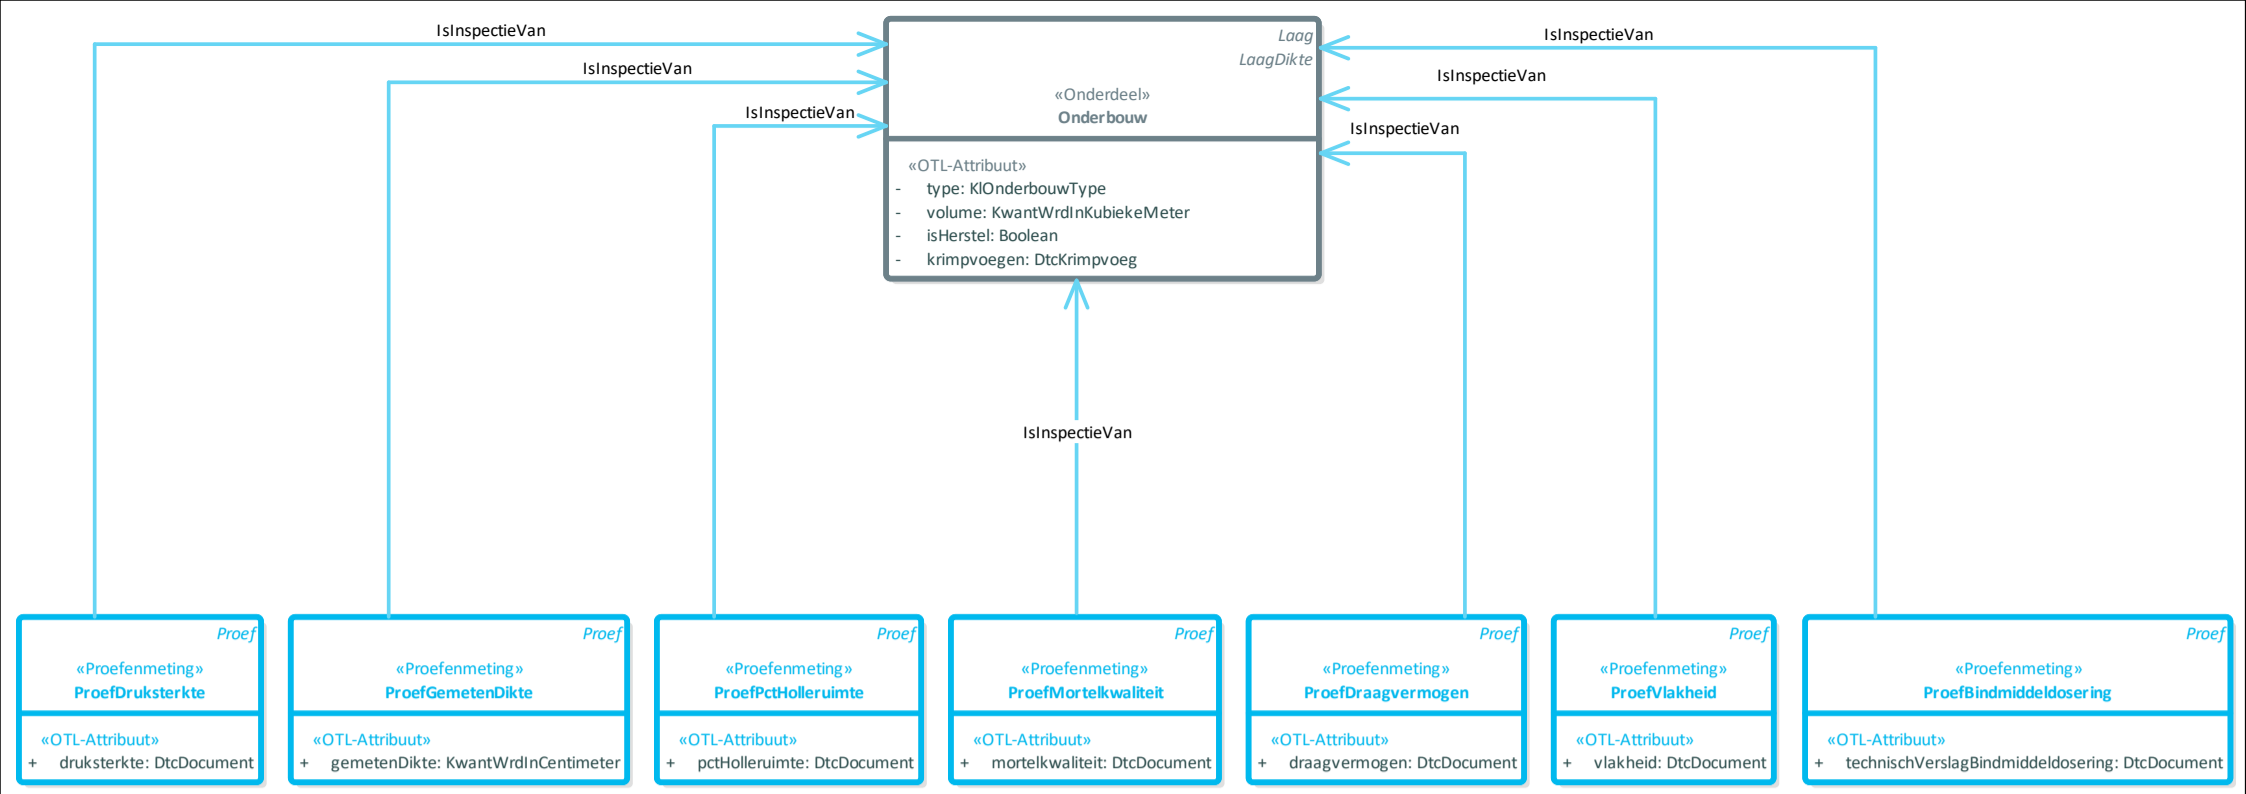 IsInspectieVan
IsInspectieVan
IsInspectieVan
Laag
LaagDikte
«Onderdeel»
Onderbouw
«OTL-Attribuut»
- type: KlOnderbouwType
- volume: KwantWrdInKubiekeMeter
- isHerstel: Boolean
- krimpvoegen: DtcKrimpvoeg
IsInspectieVan
IsInspectieVan
IsInspectieVan
IsInspectieVan
Proef
«Proefenmeting»
ProefDruksterkte
«OTL-Attribuut»
+ druksterkte: DtcDocument
Proef
«Proefenmeting»
ProefGemetenDikte
«OTL-Attribuut»
+ gemetenDikte: KwantWrdInCentimeter
Proef
«Proefenmeting»
ProefPctHolleruimte
«OTL-Attribuut»
+ pctHolleruimte: DtcDocument
Proef
«Proefenmeting»
ProefMortelkwaliteit
«OTL-Attribuut»
+ mortelkwaliteit: DtcDocument
Proef
«Proefenmeting»
ProefDraagvermogen
«OTL-Attribuut»
+ draagvermogen: DtcDocument
Proef
«Proefenmeting»
ProefVlakheid
«OTL-Attribuut»
+ vlakheid: DtcDocument
Proef
«Proefenmeting»
ProefBindmiddeldosering
«OTL-Attribuut»
+ technischVerslagBindmiddeldosering: DtcDocument